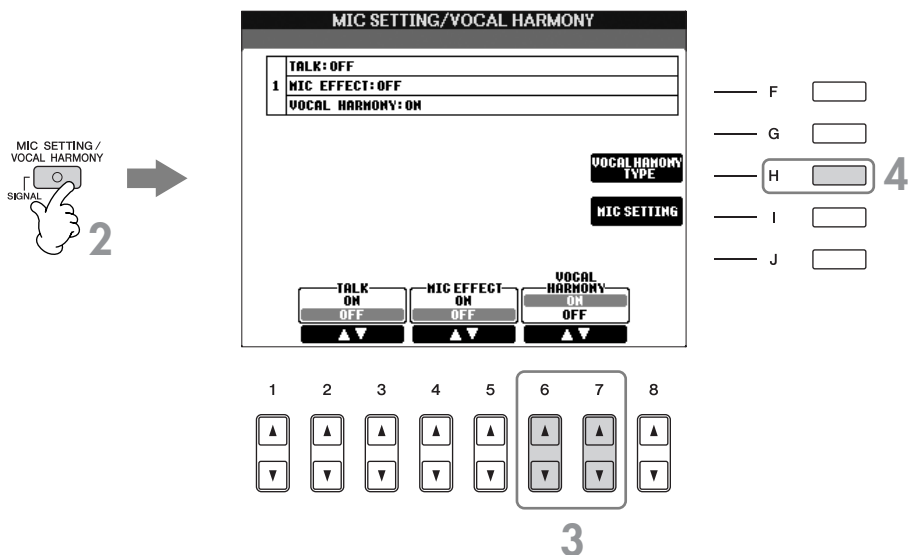 MIC SETTING/VOCAL HARMONY
TALK:OFF
1 MIC EFFECT:OFF
VOCAL HARMONY:ON
MIC SETTING /
VOCAL HARMONY
SIGNAL
2
VOCAL HAMONY
TYPE
MIC SETTING
F
G
H
4
I
J
TALK
ON
OFF
MIC EFFECT
ON
OFF
VOCAL
HARMONY
ON
OFF
1 2 3 4 5 6 7 8
3